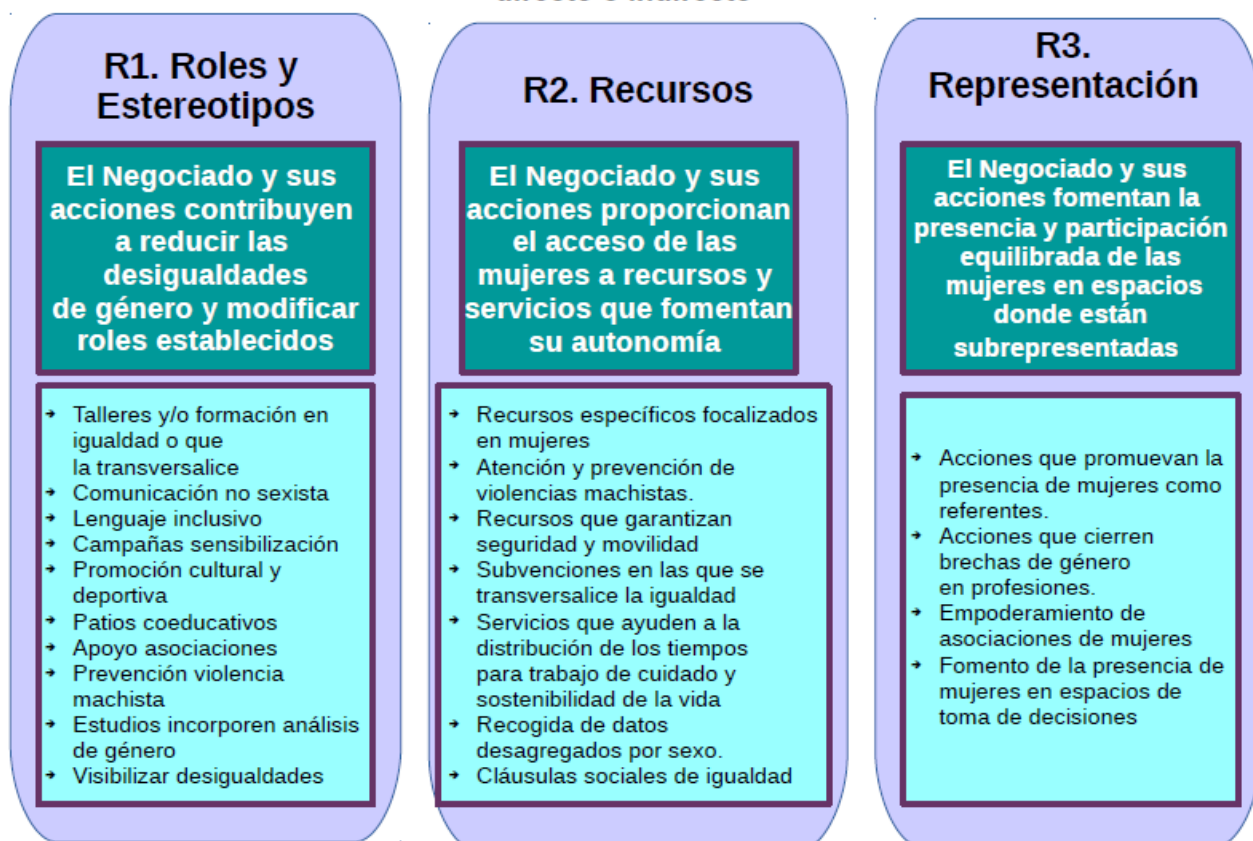 R1. Roles y
Estereotipos
El Negociado y sus
acciones contribuyen
a reducir las
desigualdades
de género y modificar
roles establecidos
➔ Talleres y/o formación en
igualdad o que
la transversalice
➔ Comunicación no sexista
➔ Lenguaje inclusivo
➔ Campañas sensibilización
➔ Promoción cultural y
deportiva
➔ Patios coeducativos
➔ Apoyo asociaciones
➔ Prevención violencia
machista
➔ Estudios incorporen análisis
de género
➔ Visibilizar desigualdades
R2. Recursos
El Negociado y sus
acciones proporcionan
el acceso de las
mujeres a recursos y
servicios que fomentan
su autonomía
➔ Recursos específicos focalizados
en mujeres
➔ Atención y prevención de
violencias machistas.
➔ Recursos que garantizan
seguridad y movilidad
➔ Subvenciones en las que se
transversalice la igualdad
➔ Servicios que ayuden a la
distribución de los tiempos
para trabajo de cuidado y
sostenibilidad de la vida
➔ Recogida de datos
desagregados por sexo.
➔ Cláusulas sociales de igualdad
R3.
Representación
El Negociado y sus
acciones fomentan la
presencia y participación
equilibrada de las
mujeres en espacios
donde están
subrepresentadas
➔ Acciones que promuevan la
presencia de mujeres como
referentes.
➔ Acciones que cierren
brechas de género
en profesiones.
➔ Empoderamiento de
asociaciones de mujeres
➔ Fomento de la presencia de
mujeres en espacios de
toma de decisiones